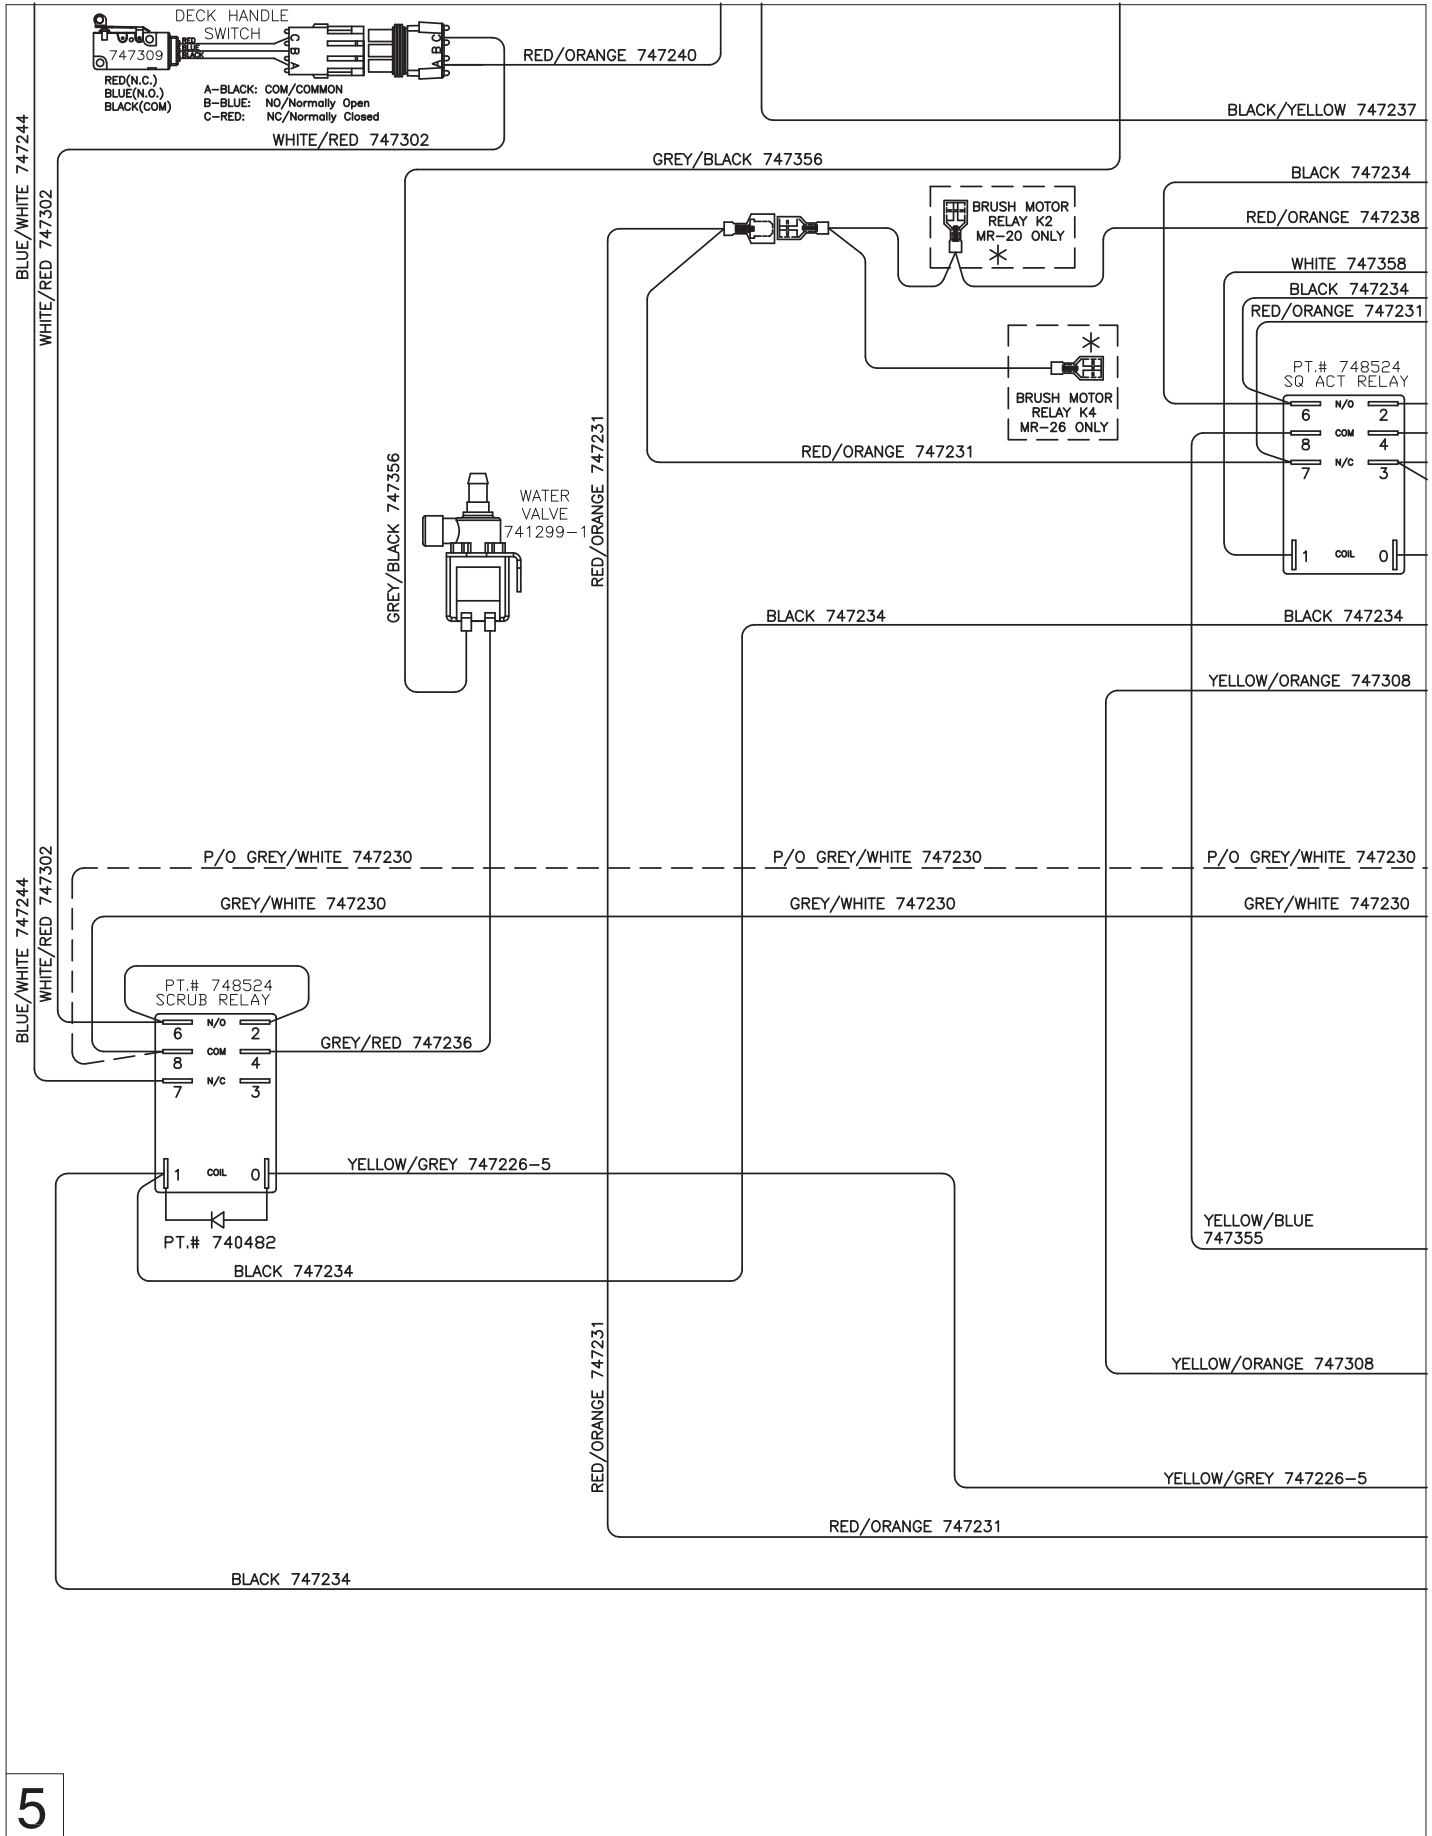 DECK HANDLE
SWITCH
747309
RED
BLUE
BLACK
C
B
A
C
B
A
RED(N.C.)
BLUE(N.O.)
BLACK(COM)
A-BLACK: COM/COMMON
B-BLUE: NO/Normally Open
C-RED: NC/Normally Closed
RED/ORANGE 747240
WHITE/RED 747302
BLUE/WHITE 747244
WHITE/RED 747302
BLACK/YELLOW 747237
GREY/BLACK 747356
BLACK 747234
BRUSH MOTOR
RELAY K2
MR-20 ONLY
RED/ORANGE 747238
WHITE 747358
BLACK 747234
RED/ORANGE 747231
PT.# 748524
SQ ACT RELAY
6 N/O 2
8 COM 4
7 N/C 3
1 COIL 0
BRUSH MOTOR
RELAY K4
MR-26 ONLY
RED/ORANGE 747231
RED/ORANGE 747231
GREY/BLACK 747356
WATER
VALVE
741299-1
BLACK 747234
BLACK 747234
YELLOW/ORANGE 747308
P/O GREY/WHITE 747230
P/O GREY/WHITE 747230
P/O GREY/WHITE 747230
GREY/WHITE 747230
GREY/WHITE 747230
GREY/WHITE 747230
BLUE/WHITE 747244
WHITE/RED 747302
PT.# 748524
SCRUB RELAY
6 N/O 2
8 COM 4
7 N/C 3
1 COIL 0
GREY/RED 747236
YELLOW/GREY 747226-5
PT.# 740482
BLACK 747234
YELLOW/BLUE
747355
RED/ORANGE 747231
YELLOW/ORANGE 747308
YELLOW/GREY 747226-5
RED/ORANGE 747231
BLACK 747234
5